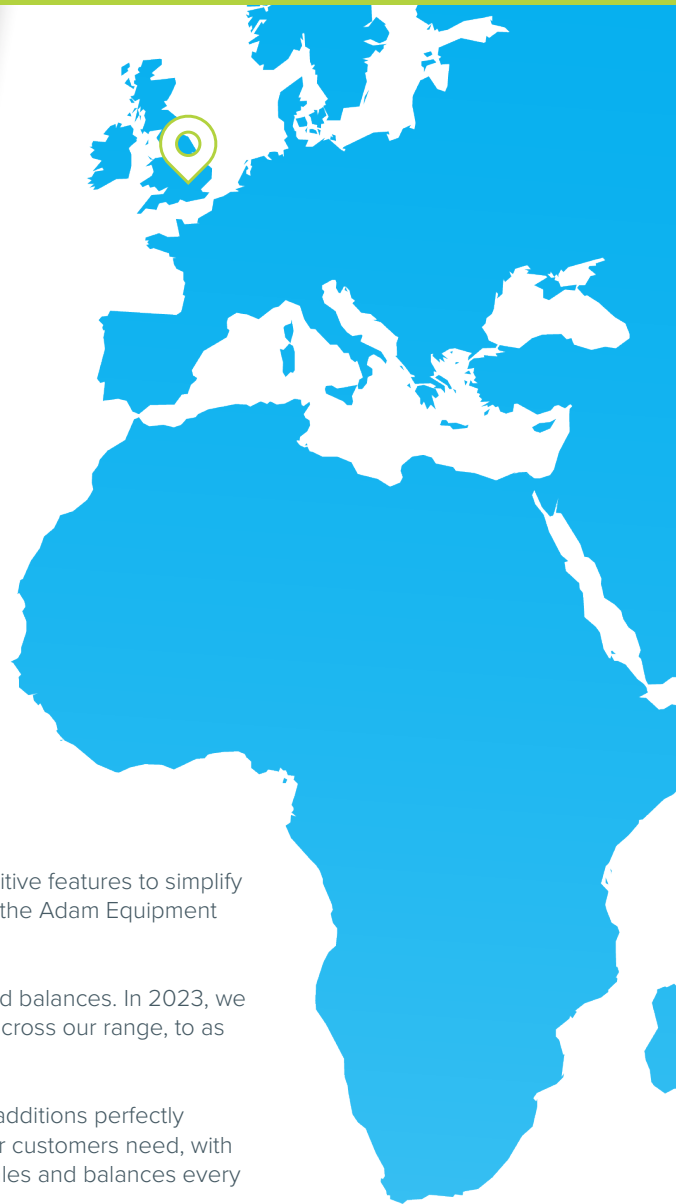 itive features to simplify
the Adam Equipment
d balances. In 2023, we
cross our range, to as
additions perfectly
r customers need, with
les and balances every